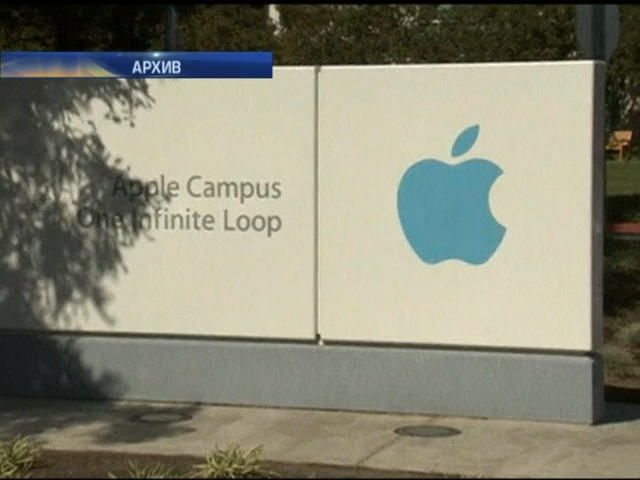 АРХИВ
Apple Campus
One Infinite Loop